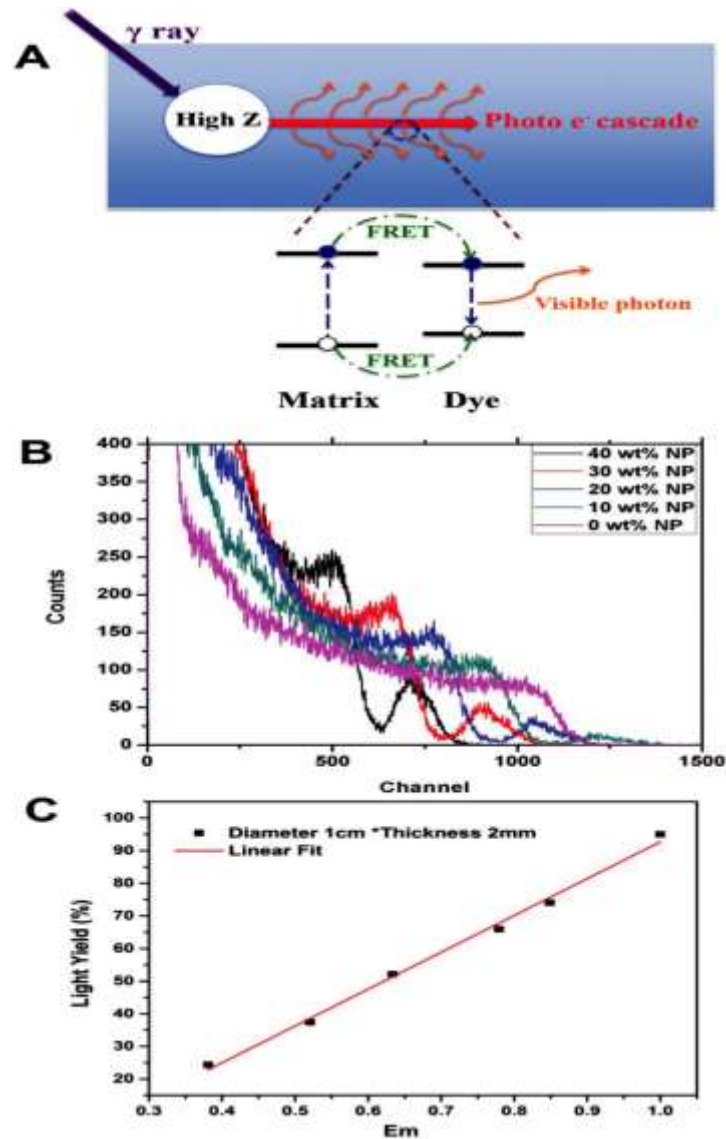 A
γ ray
High Z
Photo e- cascade
FRET
Visible photon
FRET
Matrix
Dye
B
400
350
300
250
200
150
100
50
0
Counts
40 wt% NP
30 wt% NP
20 wt% NP
10 wt% NP
0 wt% NP
0
500
1000
1500
Channel
C
100
90
80
70
60
50
40
30
20
Light Yield (%)
Diameter 1cm *Thickness 2mm
Linear Fit
0.3
0.4
0.5
0.6
0.7
0.8
0.9
1.0
Em